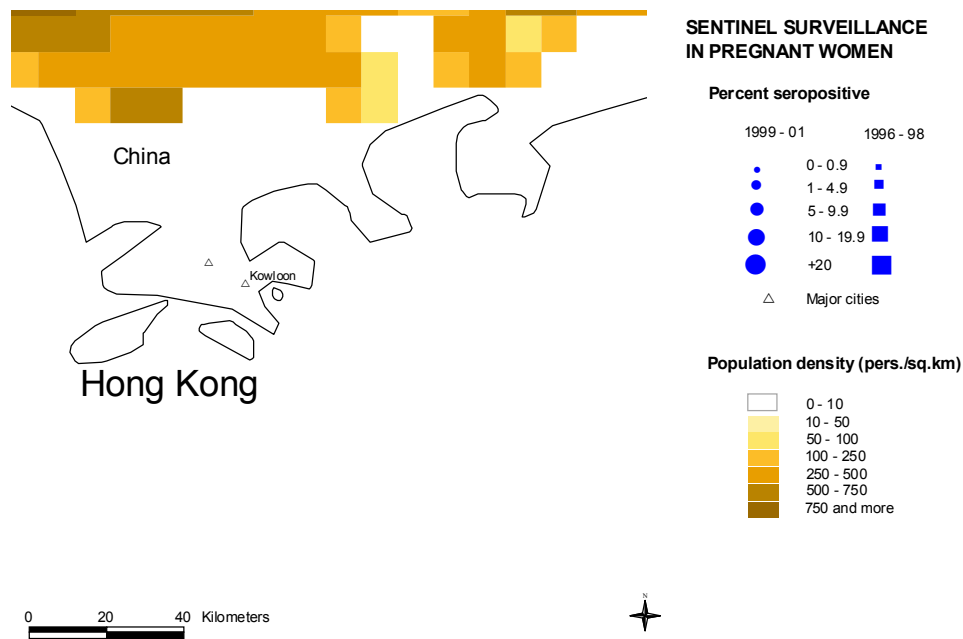 SENTINEL SURVEILLANCE
IN PREGNANT WOMEN
Percent seropositive
1999 - 01 1996 - 98
0 - 0.9
1 - 4.9
5 - 9.9
10 - 19.9
+20
Major cities
Population density (pers./sq.km)
0 - 10
10 - 50
50 - 100
100 - 250
250 - 500
500 - 750
750 and more
China
Kowloon
Hong Kong
0 20 40 Kilometers
N